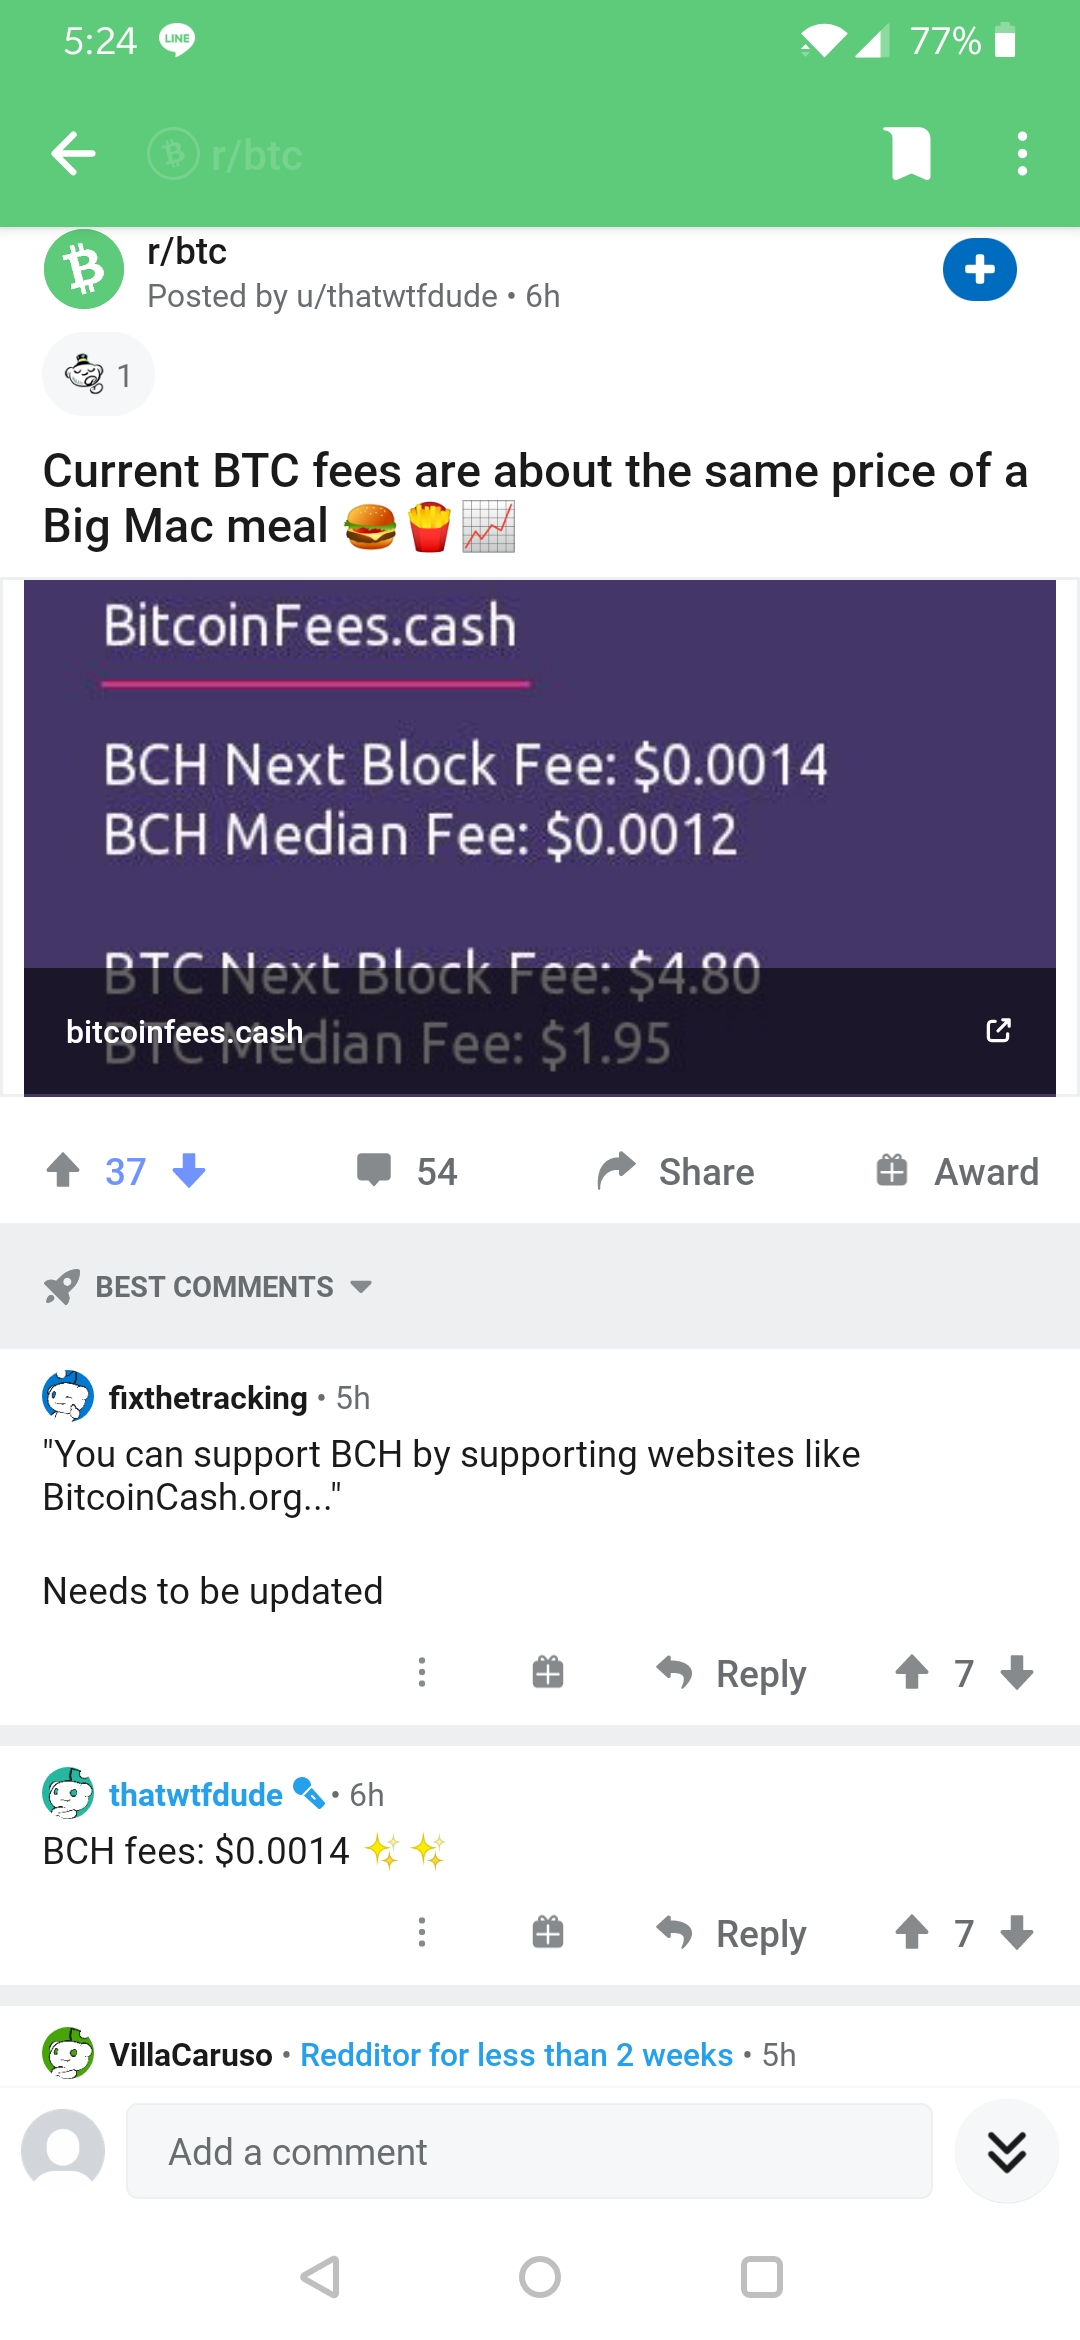 5:24 LINE 77%
r/btc
r/btc
Posted by u/thatwtfdude • 6h
1
Current BTC fees are about the same price of a
Big Mac meal 🍔🍟📈
BitcoinFees.cash
BCH Next Block Fee: $0.0014
BCH Median Fee: $0.0012
BTC Next Block Fee: $4.80
BTC Median Fee: $1.95
bitcoinfees.cash
37 54 Share Award
BEST COMMENTS
fixthetracking • 5h
"You can support BCH by supporting websites like
BitcoinCash.org..."
Needs to be updated
Reply 7
thatwtfdude • 6h
BCH fees: $0.0014 ✨✨
Reply 7
VillaCaruso • Redditor for less than 2 weeks • 5h
Add a comment